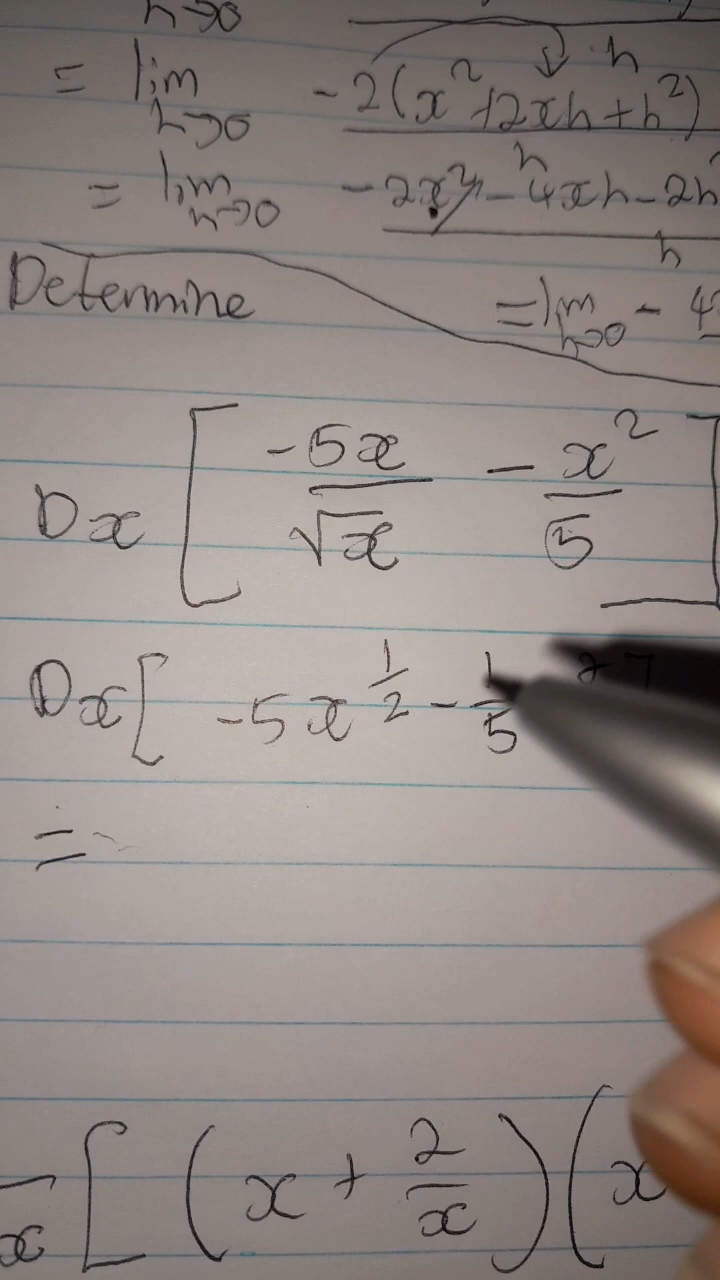 h→0
= lim h→0 -2(x²+2xh+h²) h
= lim h→0 -2x² - 4xh - 2h h
Determine = lim h→0 - 4
Dx [ -5x/√x - x²/5 ]
Dx[ -5x^(1/2) - 1/5
=
x [ (x + 2/x)(x